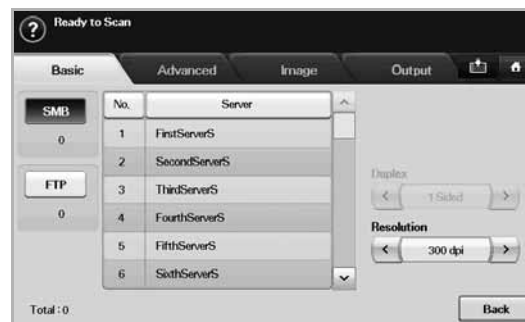 ? Ready to Scan
Basic Advanced Image Output
SMB
0
FTP
0
No. Server
1 FirstServerS
2 SecondServerS
3 ThirdServerS
4 FourthServerS
5 FifthServerS
6 SixthServerS
Duplex
< 1 Sided >
Resolution
< 300 dpi >
Total : 0
Back